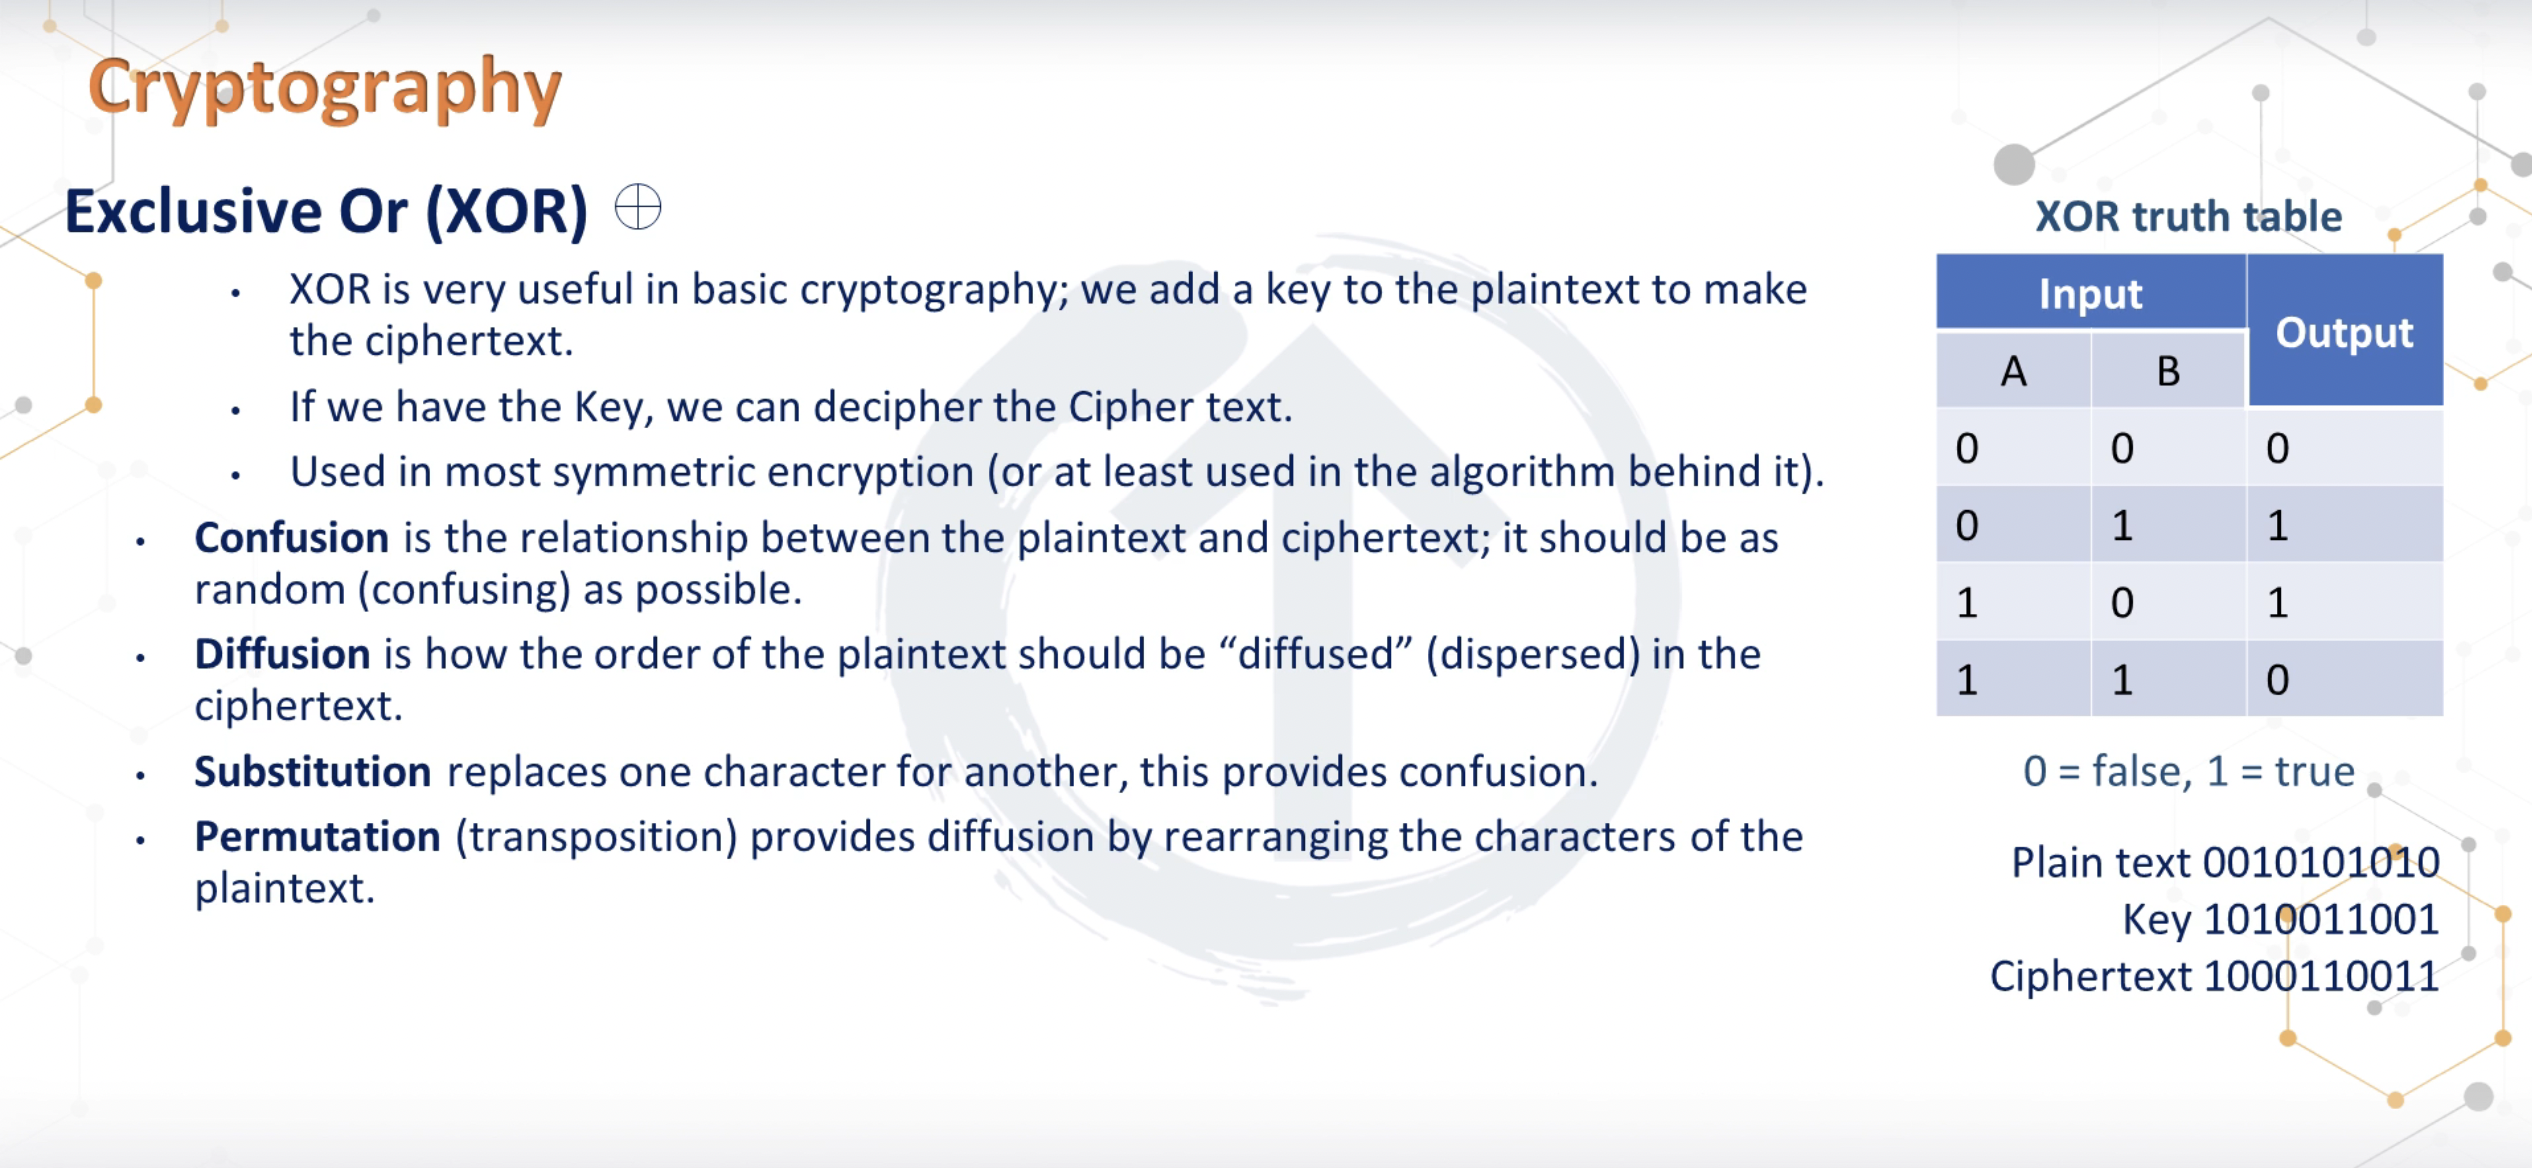 Cryptography
Exclusive Or (XOR) ⊕
• XOR is very useful in basic cryptography; we add a key to the plaintext to make
the ciphertext.
• If we have the Key, we can decipher the Cipher text.
• Used in most symmetric encryption (or at least used in the algorithm behind it).
• Confusion is the relationship between the plaintext and ciphertext; it should be as
random (confusing) as possible.
• Diffusion is how the order of the plaintext should be “diffused” (dispersed) in the
ciphertext.
• Substitution replaces one character for another, this provides confusion.
• Permutation (transposition) provides diffusion by rearranging the characters of the
plaintext.
XOR truth table
Input Output
A B
0 0 0
0 1 1
1 0 1
1 1 0
0 = false, 1 = true
Plain text 0010101010
Key 1010011001
Ciphertext 1000110011